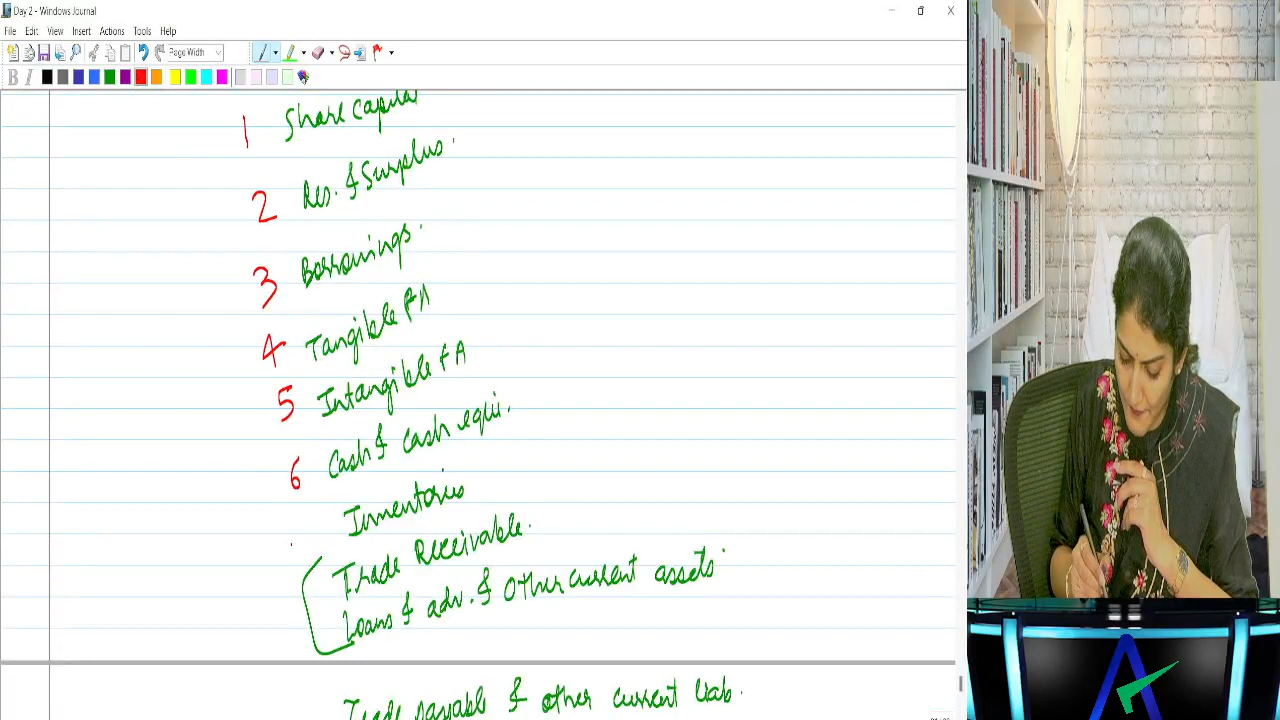 Day 2 - Windows Journal
File Edit View Insert Actions Tools Help
Page Width
B I
1 Share Capital
2 Res. & Surplus.
3 Borrowings.
4 Tangible FA
5 Intangible FA
6 Cash & Cash equi.
Inventories
Trade Receivable.
Loans & adv. & Other current assets
Trade payable & other current liab.